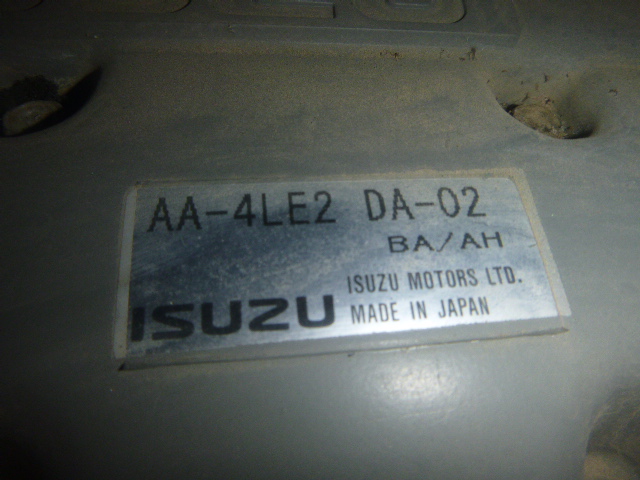 AA-4LE2 DA-02
BA/AH
ISUZU MOTORS LTD.
ISUZU MADE IN JAPAN